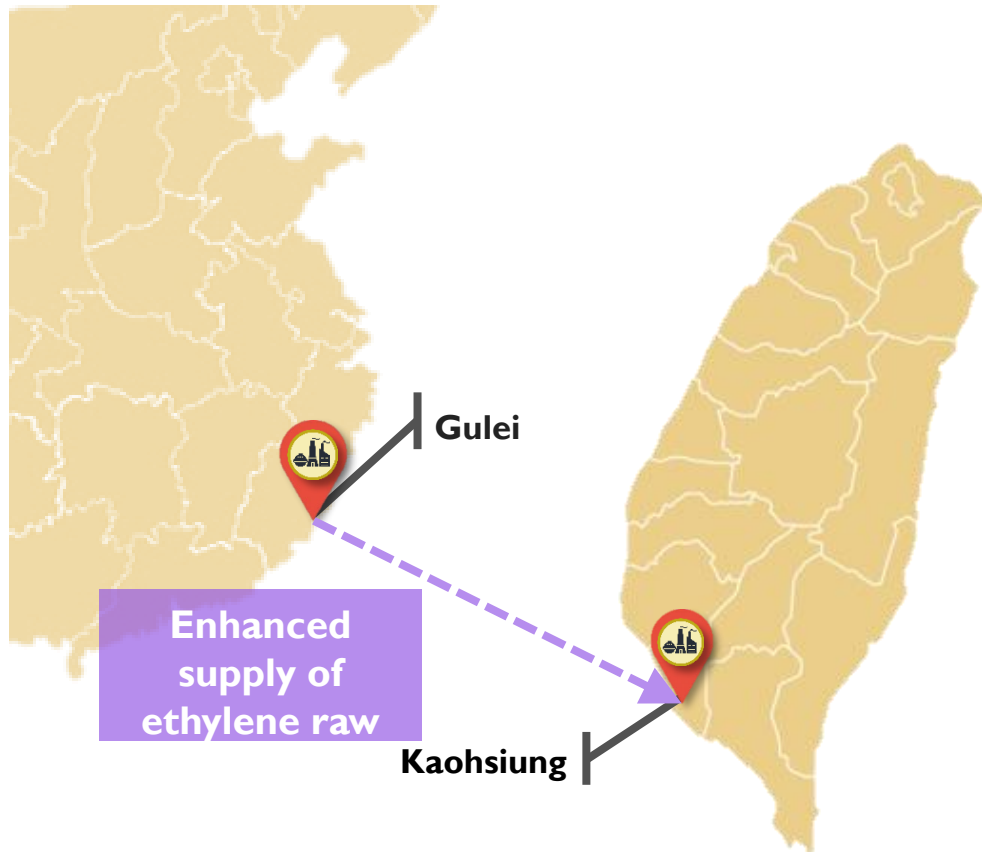 Gulei
Enhanced
supply of
ethylene raw
Kaohsiung